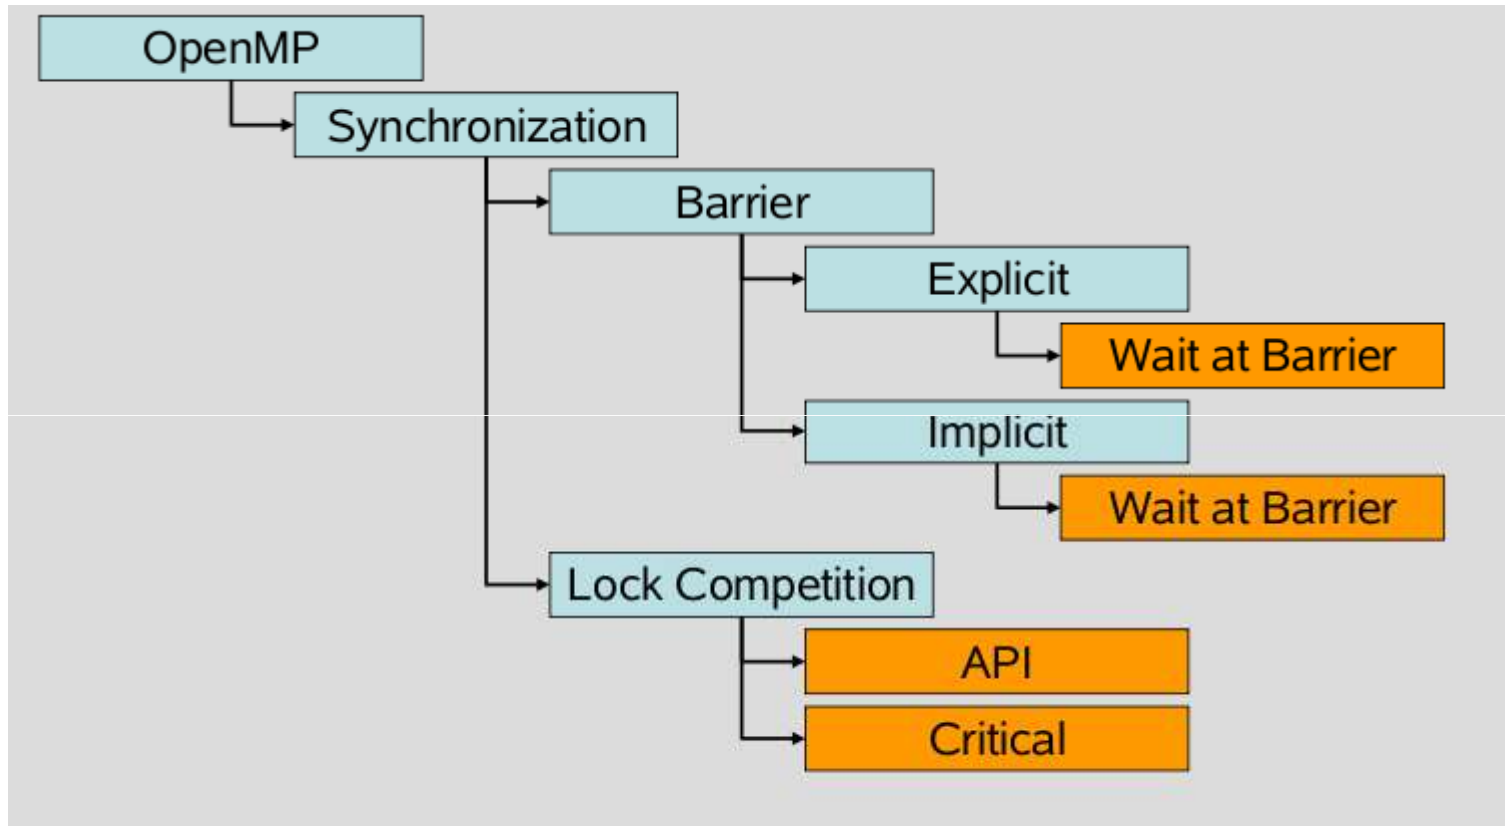 OpenMP
Synchronization
Barrier
Explicit
Wait at Barrier
Implicit
Wait at Barrier
Lock Competition
API
Critical